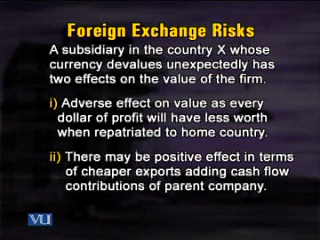 Foreign Exchange Risks
A subsidiary in the country X whose
currency devalues unexpectedly has
two effects on the value of the firm.
i) Adverse effect on value as every
dollar of profit will have less worth
when repatriated to home country.
ii) There may be positive effect in terms
of cheaper exports adding cash flow
contributions of parent company.
VU